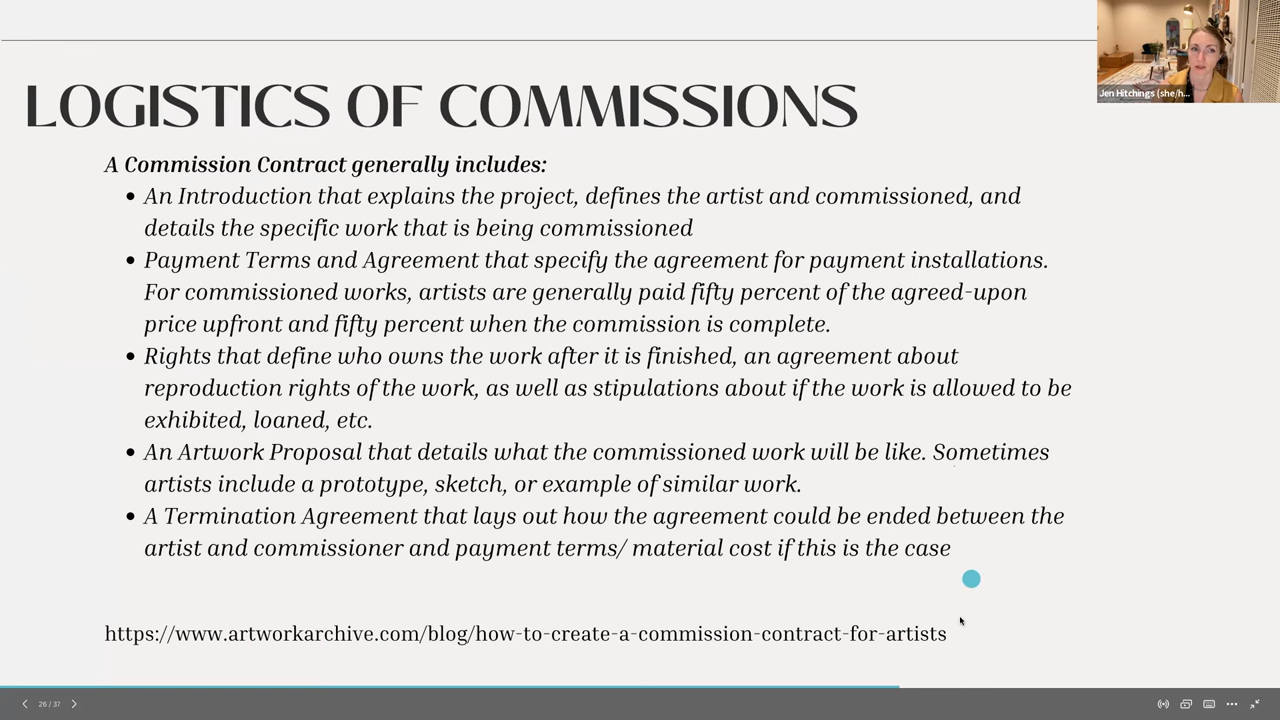 Jen Hitchings (she/h...
LOGISTICS OF COMMISSIONS
A Commission Contract generally includes:
• An Introduction that explains the project, defines the artist and commissioned, and
details the specific work that is being commissioned
• Payment Terms and Agreement that specify the agreement for payment installations.
For commissioned works, artists are generally paid fifty percent of the agreed-upon
price upfront and fifty percent when the commission is complete.
• Rights that define who owns the work after it is finished, an agreement about
reproduction rights of the work, as well as stipulations about if the work is allowed to be
exhibited, loaned, etc.
• An Artwork Proposal that details what the commissioned work will be like. Sometimes
artists include a prototype, sketch, or example of similar work.
• A Termination Agreement that lays out how the agreement could be ended between the
artist and commissioner and payment terms/ material cost if this is the case
https://www.artworkarchive.com/blog/how-to-create-a-commission-contract-for-artists
26 / 37